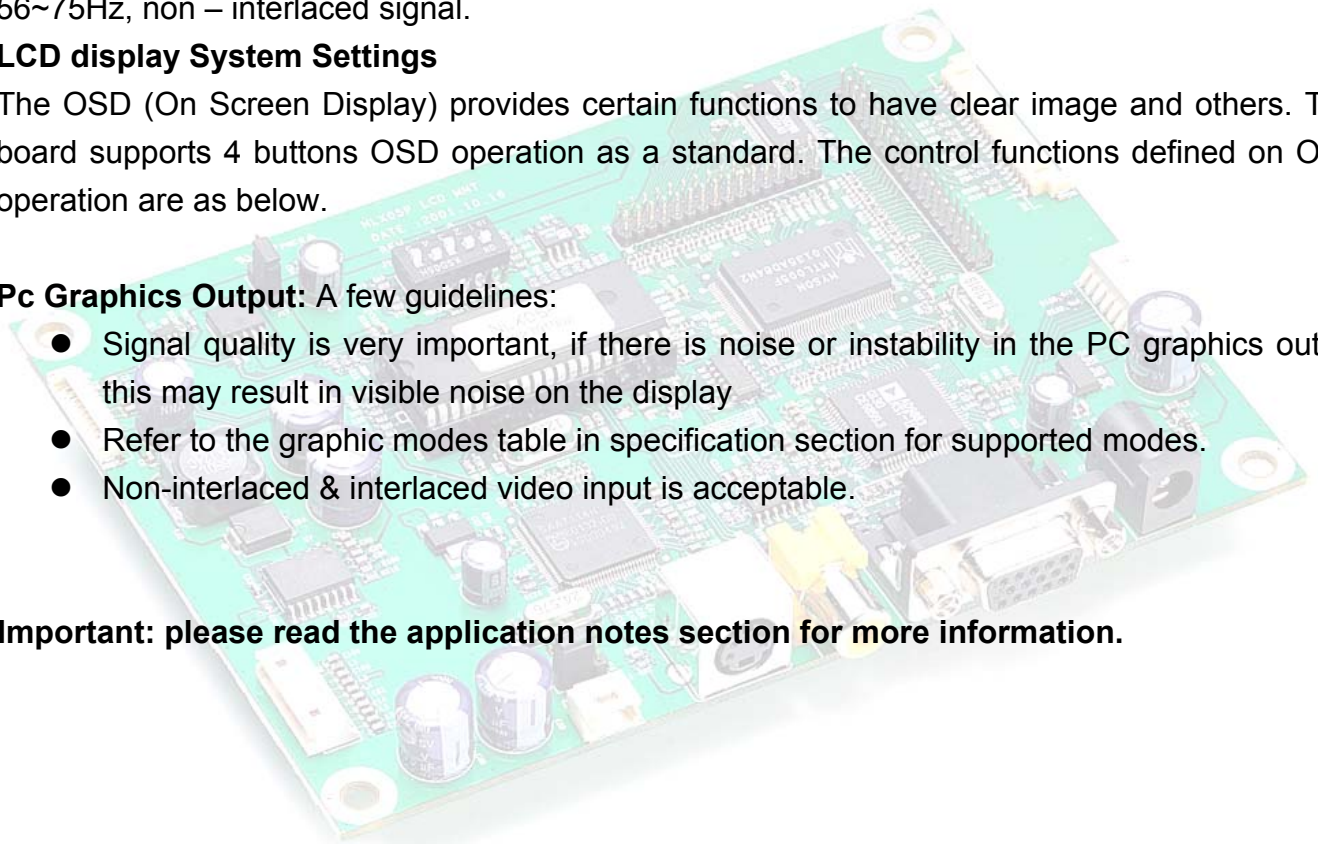 56~75Hz, non – interlaced signal.
LCD display System Settings
The OSD (On Screen Display) provides certain functions to have clear image and others. T
board supports 4 buttons OSD operation as a standard. The control functions defined on O
operation are as below.
Pc Graphics Output: A few guidelines:
● Signal quality is very important, if there is noise or instability in the PC graphics out
this may result in visible noise on the display
● Refer to the graphic modes table in specification section for supported modes.
● Non-interlaced & interlaced video input is acceptable.
Important: please read the application notes section for more information.